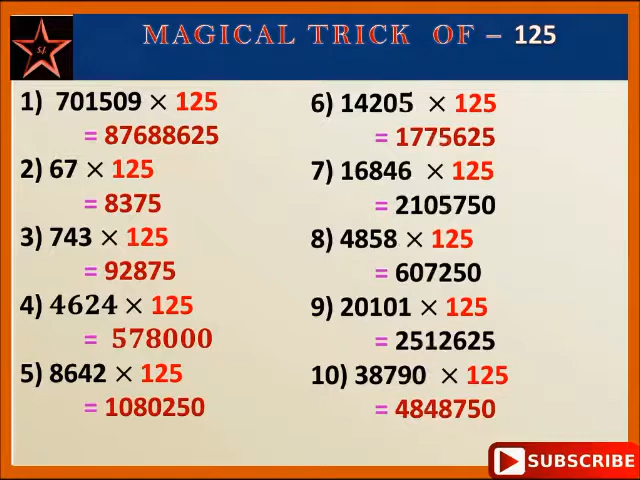 MAGICAL TRICK OF – 125
1) 701509 × 125
= 87688625
2) 67 × 125
= 8375
3) 743 × 125
= 92875
4) 4624 × 125
= 578000
5) 8642 × 125
= 1080250
6) 14205 × 125
= 1775625
7) 16846 × 125
= 2105750
8) 4858 × 125
= 607250
9) 20101 × 125
= 2512625
10) 38790 × 125
= 4848750
SUBSCRIBE